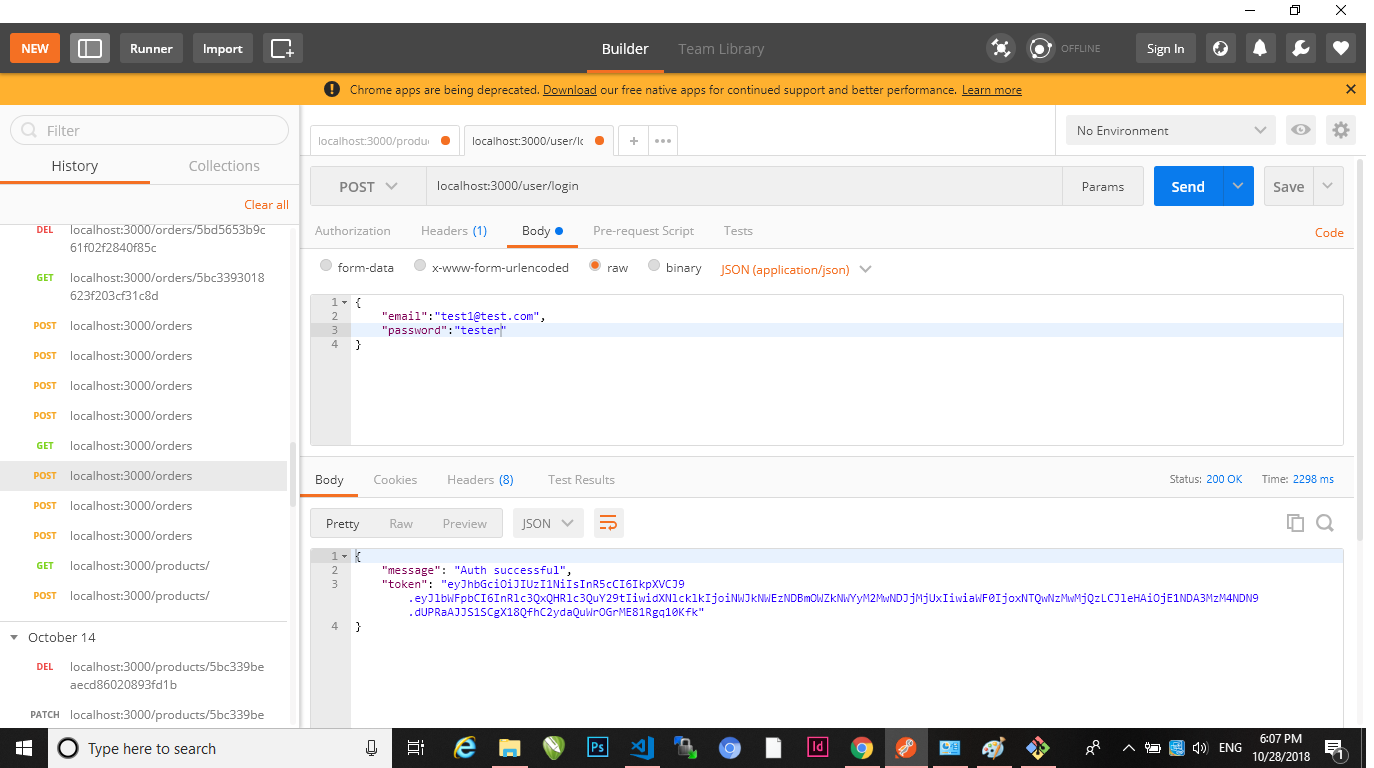 NEW
Runner
Import
Builder
Team Library
OFFLINE
Sign In
Chrome apps are being deprecated. Download our free native apps for continued support and better performance. Learn more
Filter
History
Collections
Clear all
DEL localhost:3000/orders/5bd5653b9c
61f02f2840f85c
GET localhost:3000/orders/5bc3393018
623f203cf31c8d
POST localhost:3000/orders
POST localhost:3000/orders
POST localhost:3000/orders
POST localhost:3000/orders
GET localhost:3000/orders
POST localhost:3000/orders
POST localhost:3000/orders
POST localhost:3000/orders
GET localhost:3000/products/
POST localhost:3000/products/
October 14
DEL localhost:3000/products/5bc339be
aecd86020893fd1b
PATCH localhost:3000/products/5bc339be
localhost:3000/produ
localhost:3000/user/lo
No Environment
POST
localhost:3000/user/login
Params
Send
Save
Authorization
Headers (1)
Body
Pre-request Script
Tests
Code
form-data
x-www-form-urlencoded
raw
binary
JSON (application/json)
1 {
2 "email":"test1@test.com",
3 "password":"tester"
4 }
Body
Cookies
Headers (8)
Test Results
Status: 200 OK
Time: 2298 ms
Pretty
Raw
Preview
JSON
1 {
2 "message": "Auth successful",
3 "token": "eyJhbGciOiJIUzI1NiIsInR5cCI6IkpXVCJ9
.eyJlbWFpbCI6InRlc3QxQHRlc3QuY29tIiwidXNlcklkIjoiNWJkNWEzNDBmOWZkNWYyM2MwNDJjMjUxIiwiaWF0IjoxNTQwNzMwMjQzLCJleHAiOjE1NDA3MzM4NDN9
.dUPRaAJJS1SCgX18QfhC2ydaQuWrOGrME81Rgq10Kfk"
4 }
Type here to search
Ps
Id
ENG
6:07 PM
10/28/2018
1